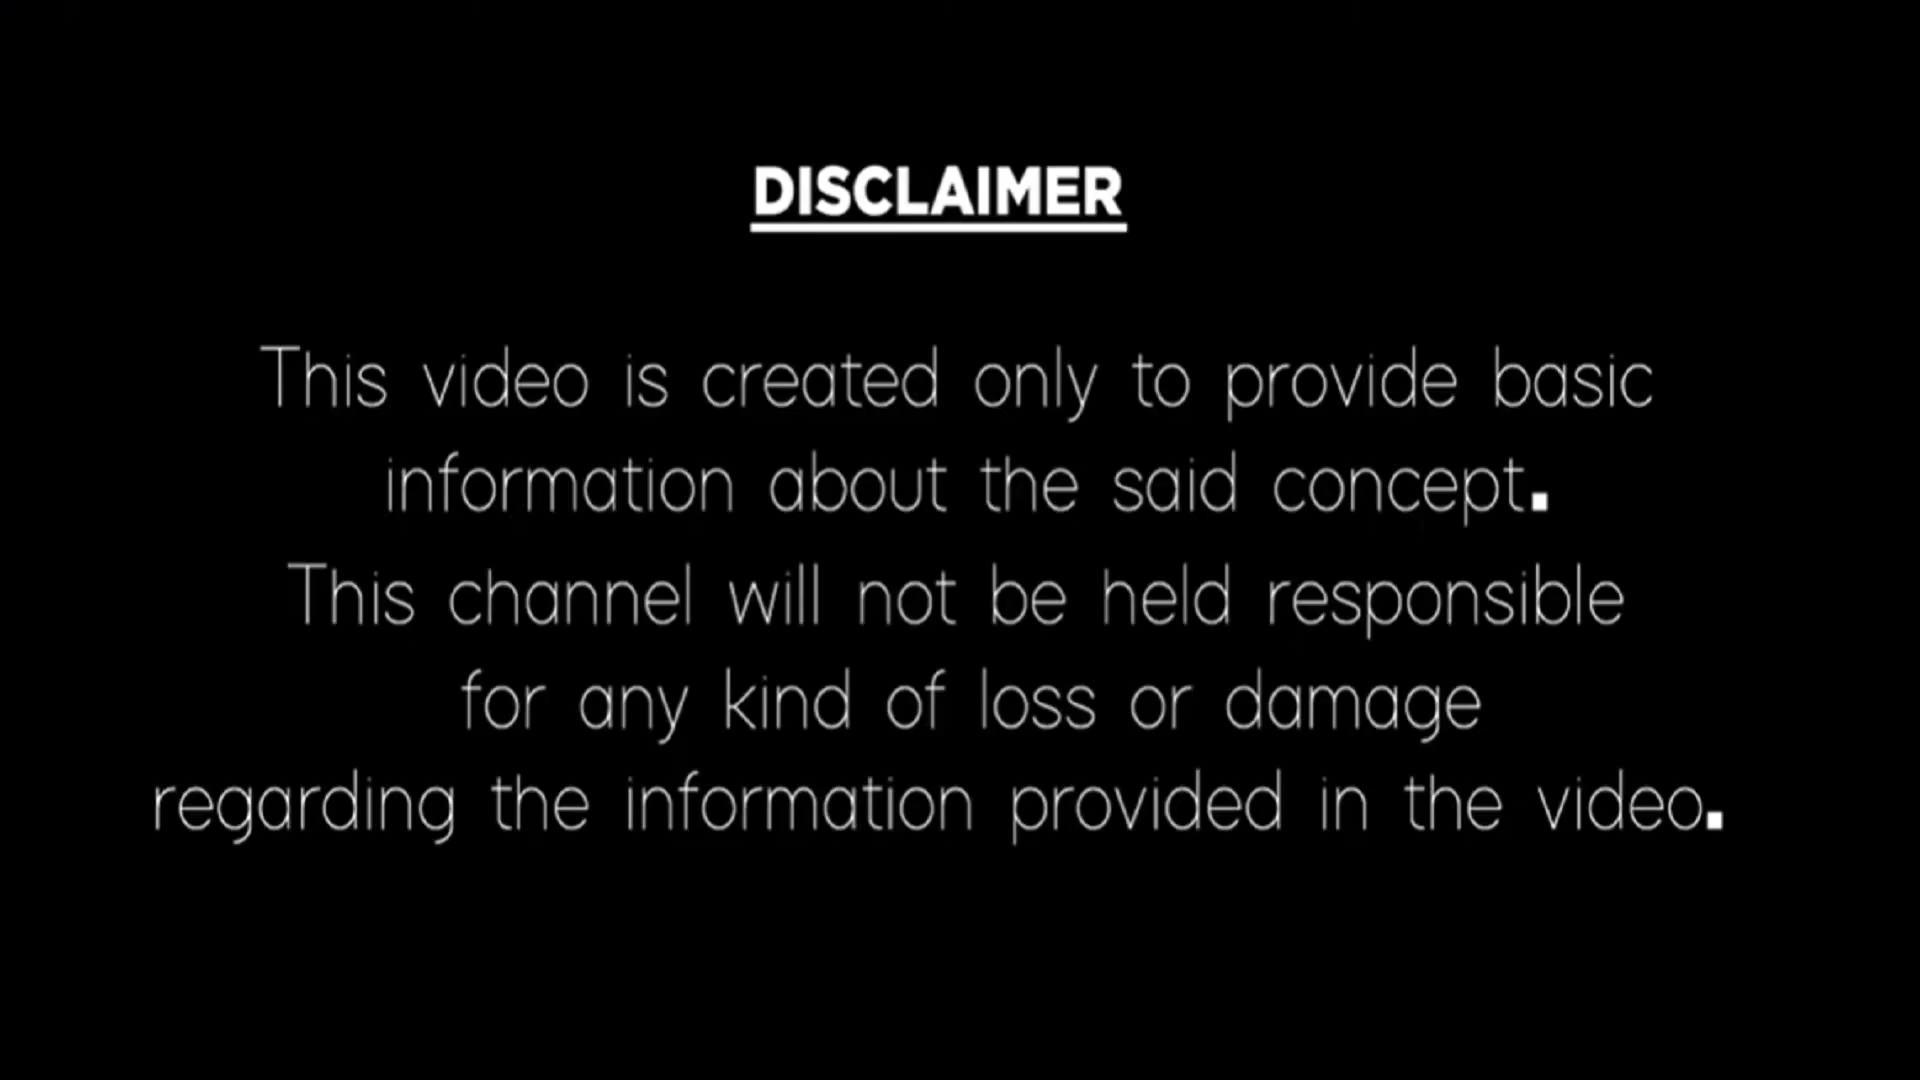 DISCLAIMER
This video is created only to provide basic
information about the said concept.
This channel will not be held responsible
for any kind of loss or damage
regarding the information provided in the video.